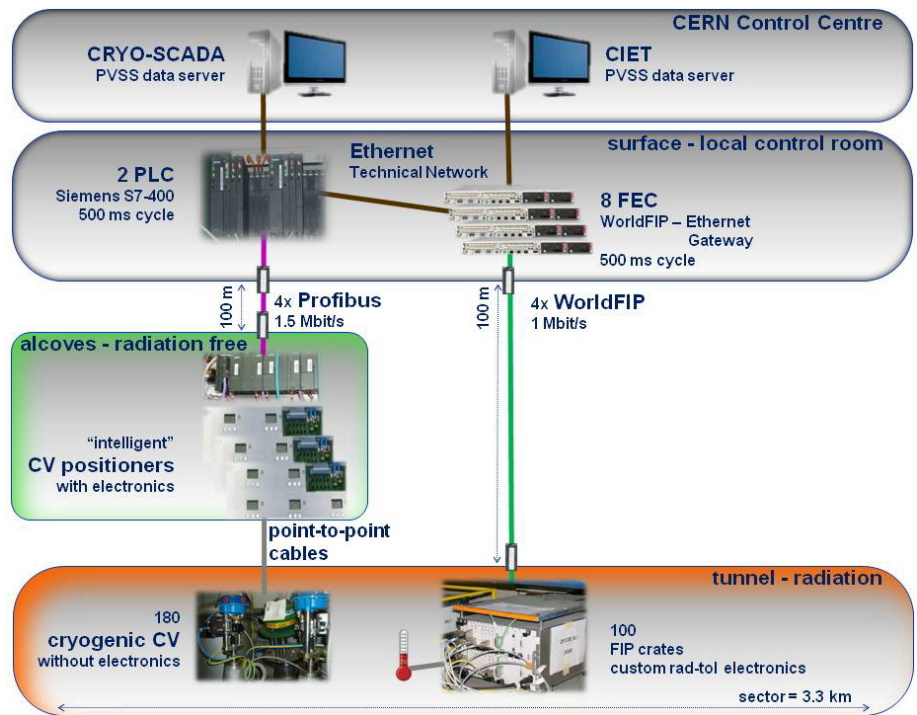 CERN Control Centre
CRYO-SCADA
PVSS data server
CIET
PVSS data server
surface - local control room
Ethernet
Technical Network
2 PLC
Siemens S7-400
500 ms cycle
8 FEC
WorldFIP – Ethernet
Gateway
500 ms cycle
100 m
4x Profibus
1.5 Mbit/s
100 m
4x WorldFIP
1 Mbit/s
alcoves - radiation free
"intelligent"
CV positioners
with electronics
point-to-point
cables
tunnel - radiation
180
cryogenic CV
without electronics
100
FIP crates
custom rad-tol electronics
sector = 3.3 km